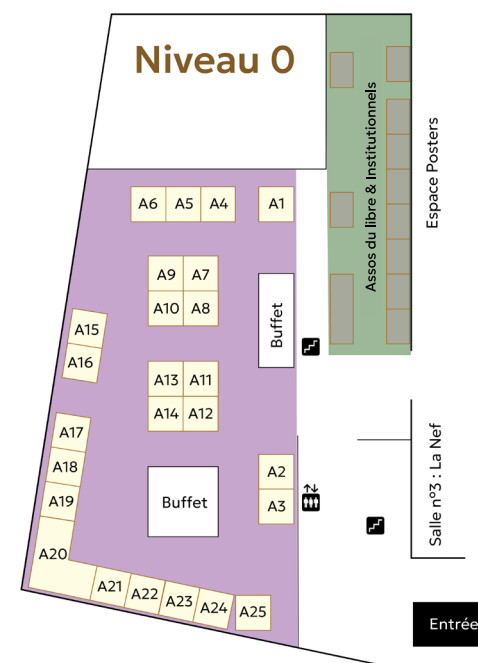 Niveau 0
Assos du libre & Institutionnels
Espace Posters
A6 A5 A4 A1
A9 A7
A10 A8
Buffet
A15
A16
A13 A11
A14 A12
A17
A18
A19
A20
A2
A3
Buffet
Salle n°3 : La Nef
A21 A22 A23 A24 A25
Entrée